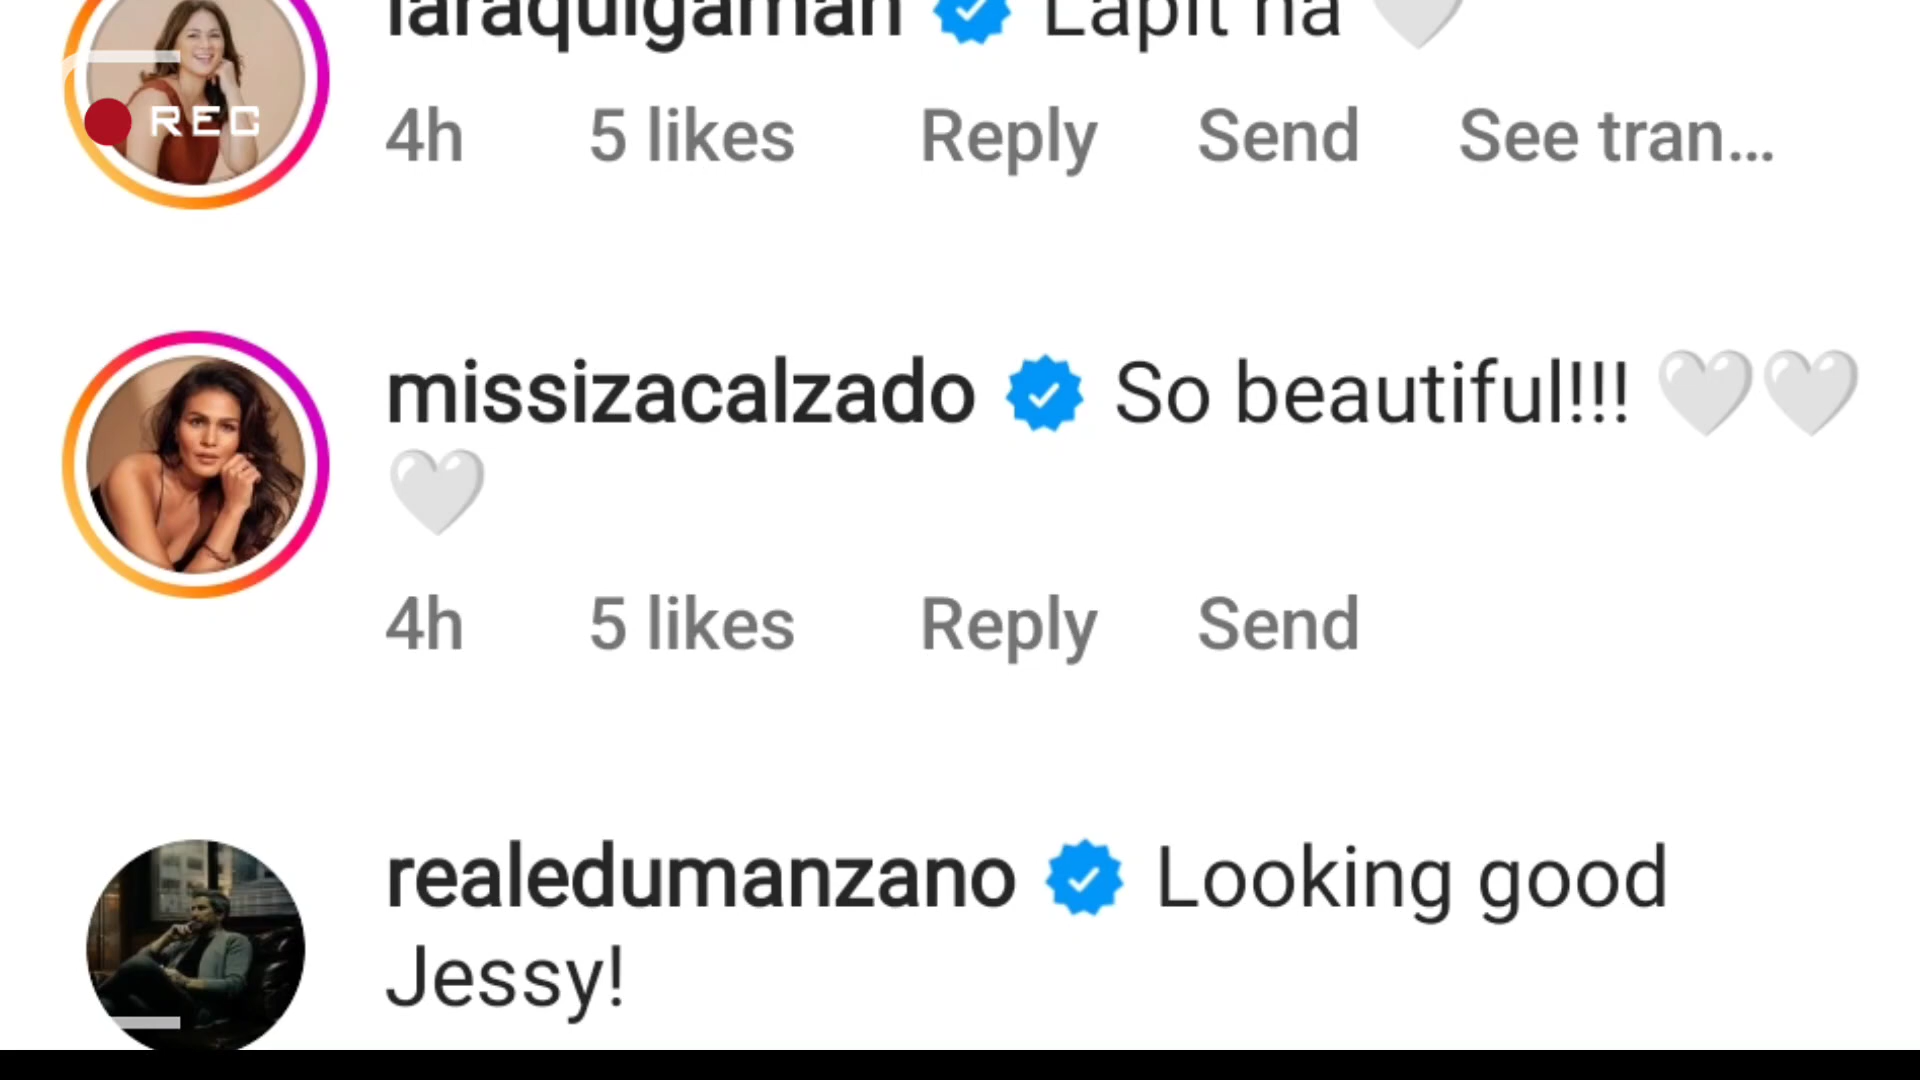 laraquigaman Lapit na 🤍
REC
4h 5 likes Reply Send See tran...
missizacalzado So beautiful!!! 🤍🤍
🤍
4h 5 likes Reply Send
realedumanzano Looking good
Jessy!